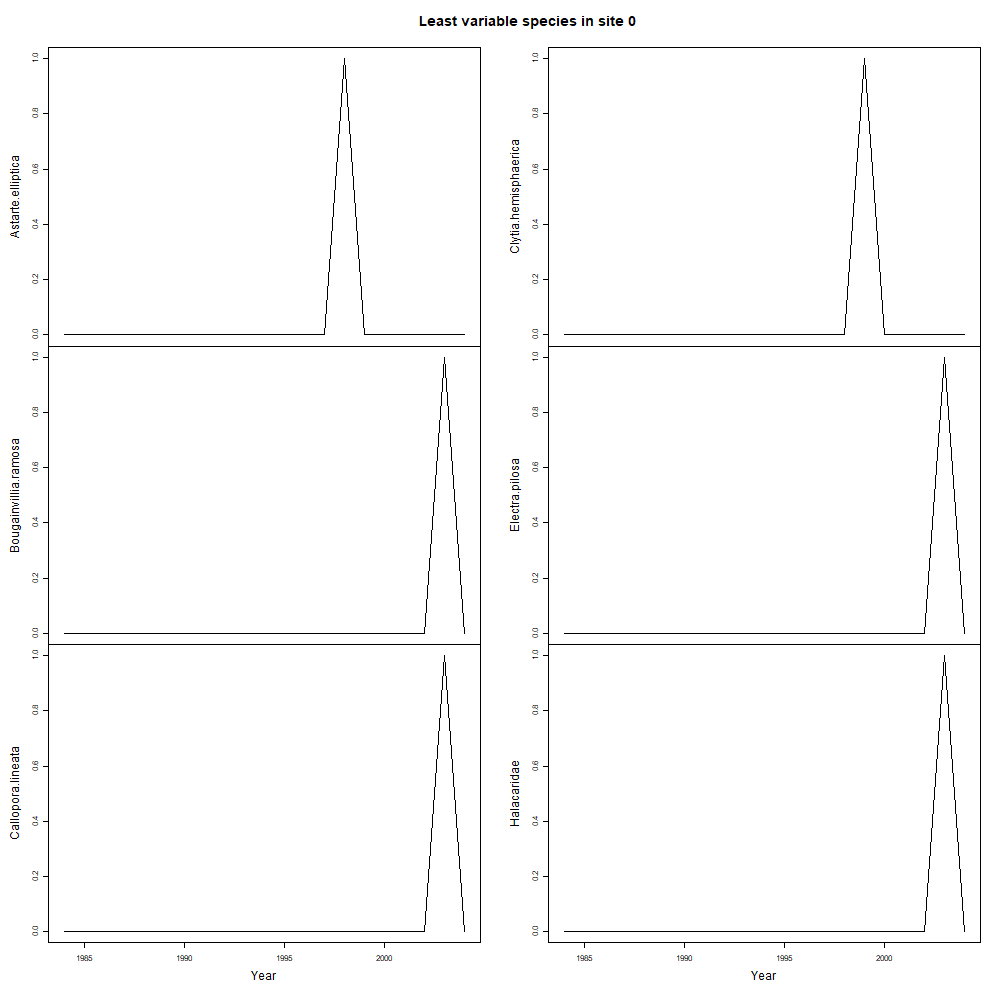 Least variable species in site 0
Astarte.elliptica
0.0 0.2 0.4 0.6 0.8 1.0
Clytia.hemisphaerica
0.0 0.2 0.4 0.6 0.8 1.0
Bougainvillia.ramosa
0.0 0.2 0.4 0.6 0.8 1.0
Electra.pilosa
0.0 0.2 0.4 0.6 0.8 1.0
Callopora.lineata
0.0 0.2 0.4 0.6 0.8 1.0
Halacaridae
0.0 0.2 0.4 0.6 0.8 1.0
1985 1990 1995 2000
Year
1985 1990 1995 2000
Year